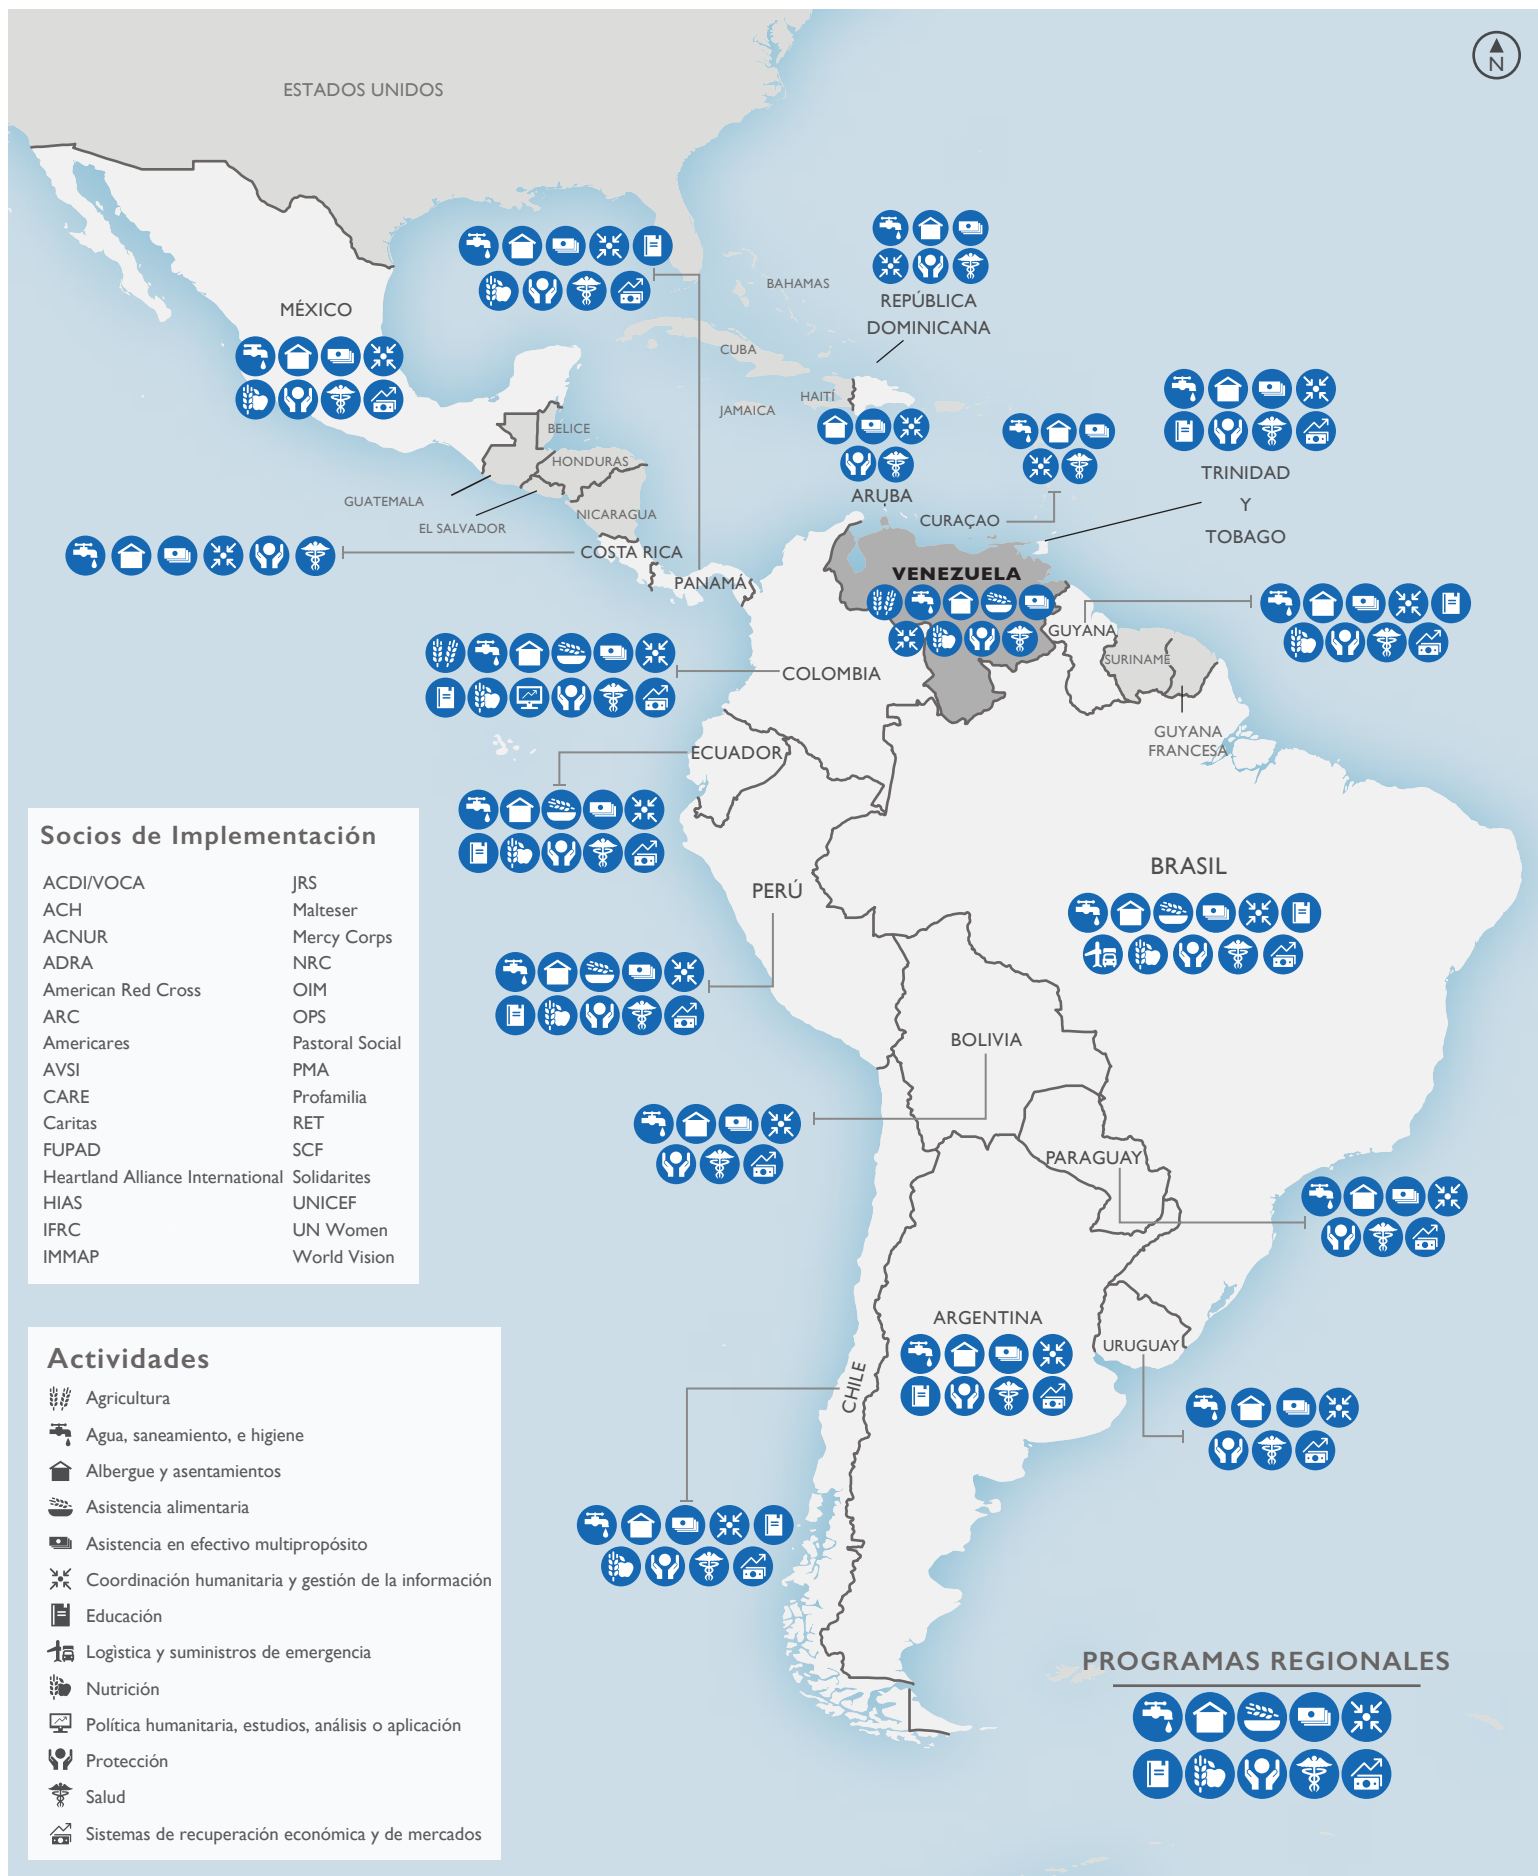 N
ESTADOS UNIDOS
BAHAMAS
REPÚBLICA
DOMINICANA
MÉXICO
CUBA
HAITÍ
JAMAICA
BELICE
HONDURAS
GUATEMALA
EL SALVADOR
NICARAGUA
ARUBA
CURAÇAO
TRINIDAD
Y
TOBAGO
COSTA RICA
PANAMÁ
VENEZUELA
GUYANA
SURINAME
COLOMBIA
GUYANA
FRANCESA
ECUADOR
PERÚ
BRASIL
BOLIVIA
PARAGUAY
ARGENTINA
URUGUAY
CHILE
Socios de Implementación
ACDI/VOCA
ACH
ACNUR
ADRA
American Red Cross
ARC
Americares
AVSI
CARE
Caritas
FUPAD
Heartland Alliance International
HIAS
IFRC
IMMAP
JRS
Malteser
Mercy Corps
NRC
OIM
OPS
Pastoral Social
PMA
Profamilia
RET
SCF
Solidarites
UNICEF
UN Women
World Vision
Actividades
Agricultura
Agua, saneamiento, e higiene
Albergue y asentamientos
Asistencia alimentaria
Asistencia en efectivo multipropósito
Coordinación humanitaria y gestión de la información
Educación
Logìstica y suministros de emergencia
Nutrición
Política humanitaria, estudios, análisis o aplicación
Protección
Salud
Sistemas de recuperación económica y de mercados
PROGRAMAS REGIONALES